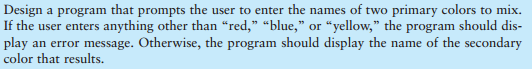 Design a program that prompts the user to enter the names of two primary colors to mix.
If the user enters anything other than “red,” “blue,” or “yellow,” the program should dis-
play an error message. Otherwise, the program should display the name of the secondary
color that results.